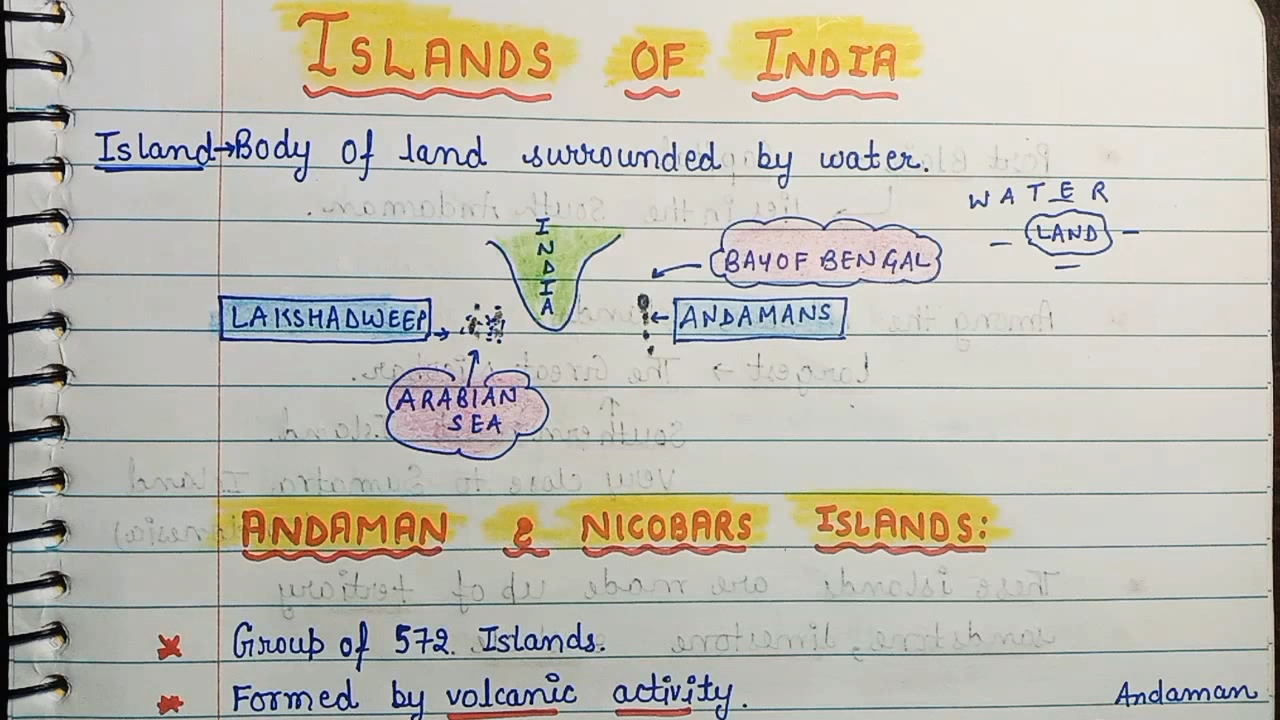 ISLANDS OF INDIA
Island → Body of land surrounded by water.
WATER
LAND
INDIA
BAY OF BENGAL
LAKSHADWEEP
ANDAMANS
ARABIAN
SEA
ANDAMAN & NICOBARS ISLANDS:
Group of 572 Islands.
Formed by volcanic activity.
Andaman